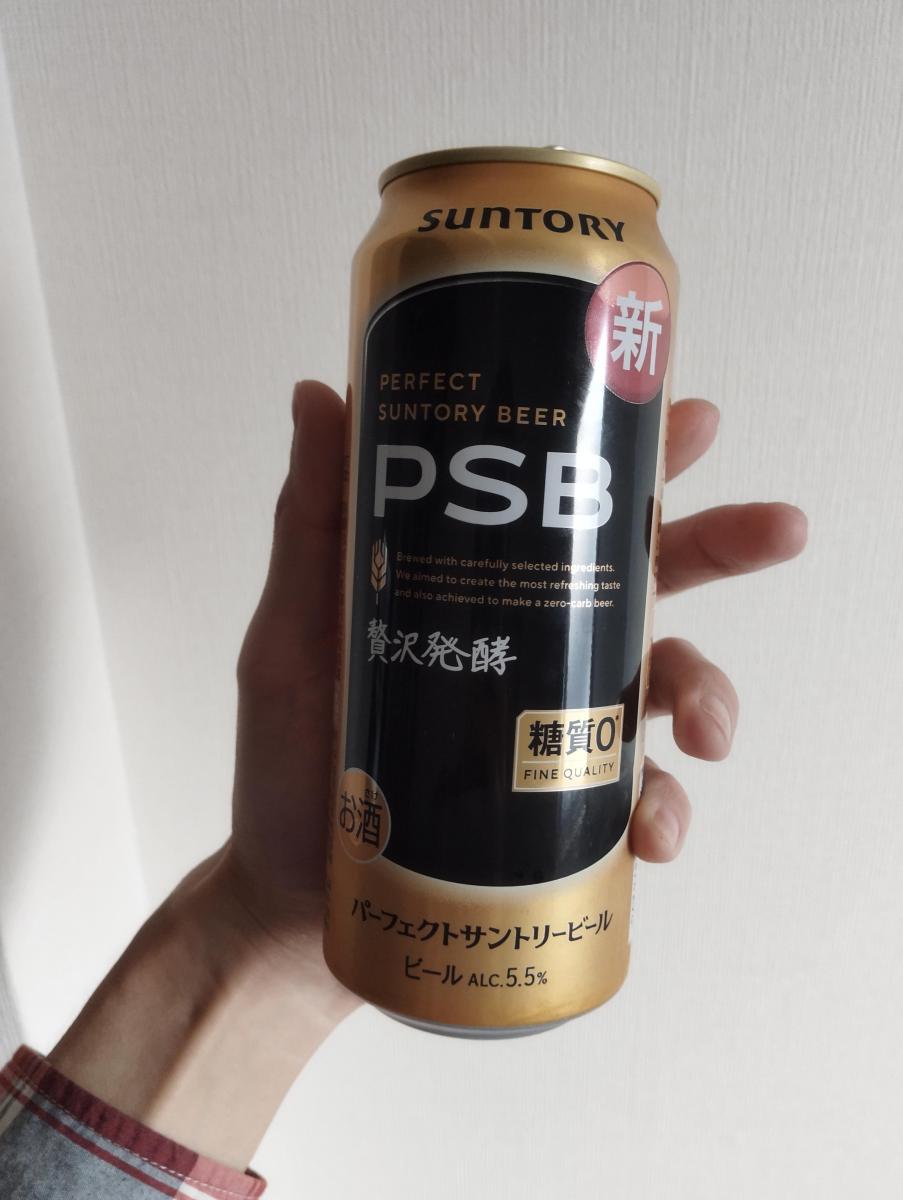 SUNTORY
新
PERFECT
SUNTORY BEER
PSB
Brewed with carefully selected ingredients.
We aimed to create the most refreshing taste
and also achieved to make a zero-carb beer.
贅沢発酵
糖質0*
FINE QUALITY
さけ
お酒
パーフェクトサントリービール
ビール ALC.5.5%